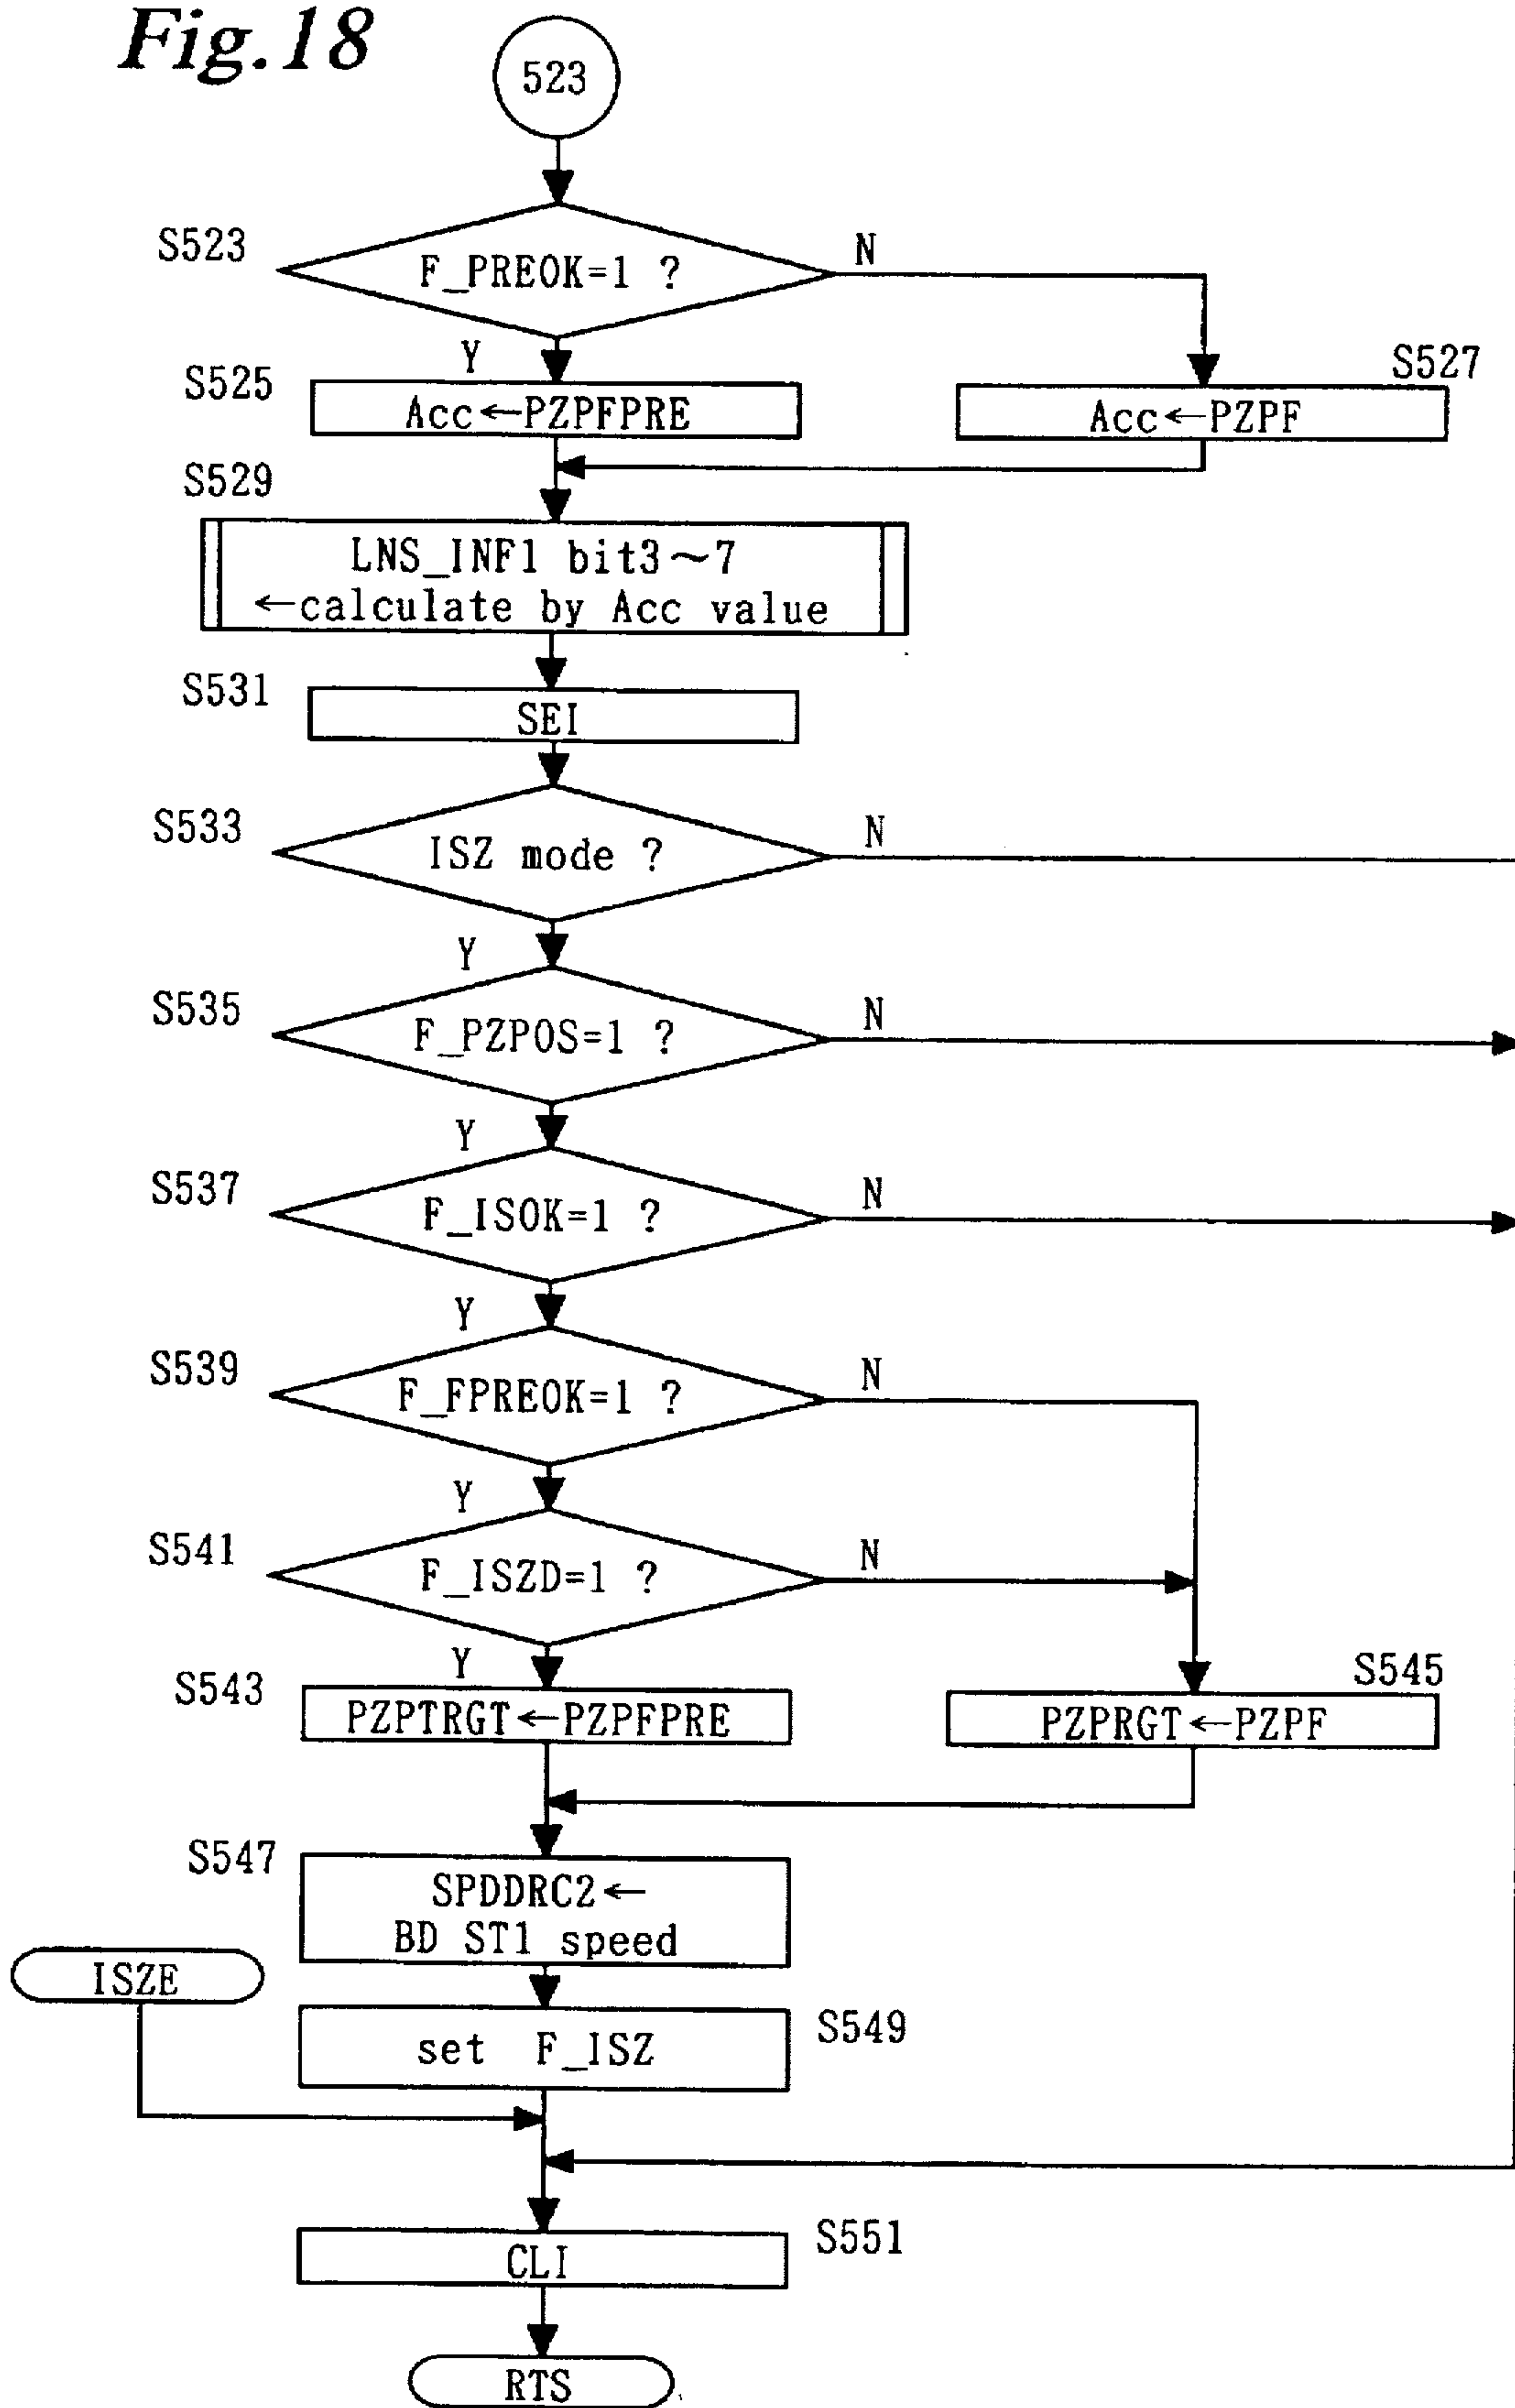 Fig.18
523
S523
F_PREOK=1 ?
N
Y
S525
Acc←PZPFPRE
S527
Acc←PZPF
S529
LNS_INF1 bit3～7
←calculate by Acc value
S531
SEI
S533
ISZ mode ?
N
Y
S535
F_PZPOS=1 ?
N
Y
S537
F_ISOK=1 ?
N
Y
S539
F_FPREOK=1 ?
N
Y
S541
F_ISZD=1 ?
N
Y
S543
PZPTRGT←PZPFPRE
S545
PZPRGT←PZPF
S547
SPDDRC2←
BD ST1 speed
ISZE
set F_ISZ
S549
S551
CLI
RTS